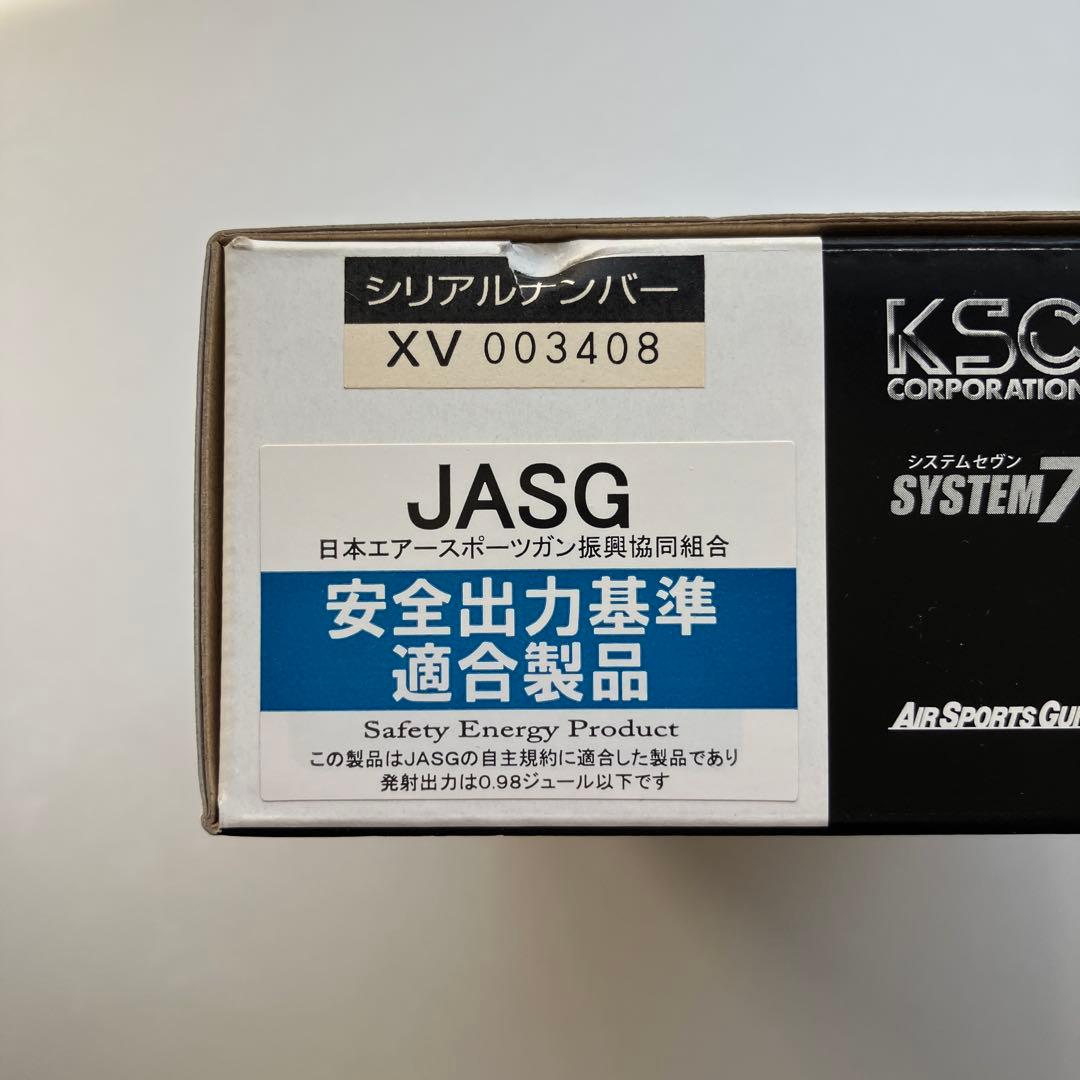 シリアルナンバー
XV 003408
JASG
日本エアースポーツガン振興協同組合
安全出力基準
適合製品
Safety Energy Product
この製品はJASGの自主規約に適合した製品であり
発射出力は0.98ジュール以下です
KSC
CORPORATION
システムセヴン
SYSTEM7
AIR SPORTS GU